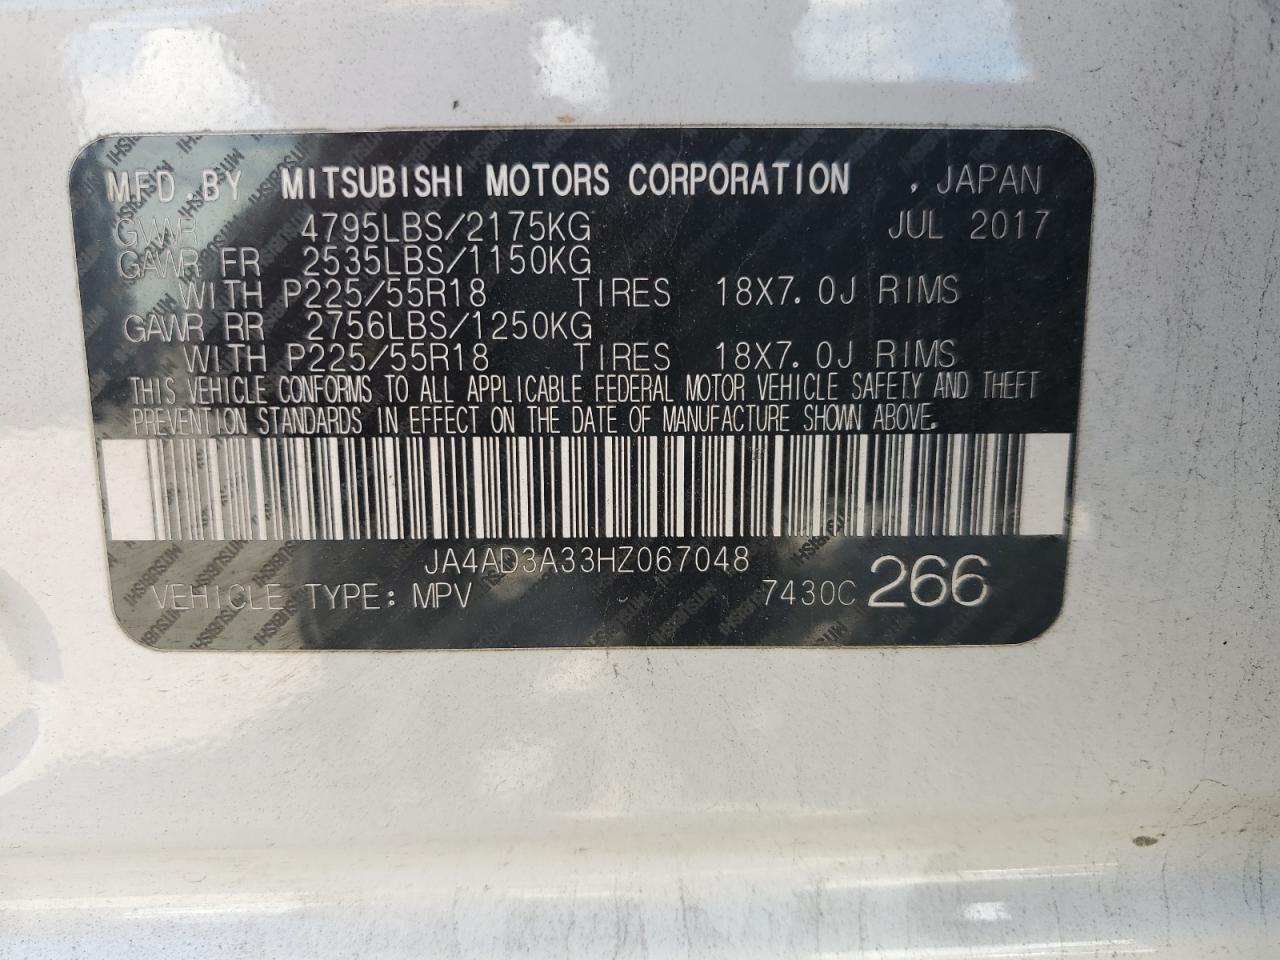 MFD.BY MITSUBISHI MOTORS CORPORATION , JAPAN
GVWR 4795LBS/2175KG JUL 2017
GAWR FR 2535LBS/1150KG
WITH P225/55R18 TIRES 18X7.0J RIMS
GAWR RR 2756LBS/1250KG
WITH P225/55R18 TIRES 18X7.0J RIMS
THIS VEHICLE CONFORMS TO ALL APPLICABLE FEDERAL MOTOR VEHICLE SAFETY AND THEFT
PREVENTION STANDARDS IN EFFECT ON THE DATE OF MANUFACTURE SHOWN ABOVE.
JA4AD3A33HZ067048
VEHICLE TYPE: MPV 7430C 266